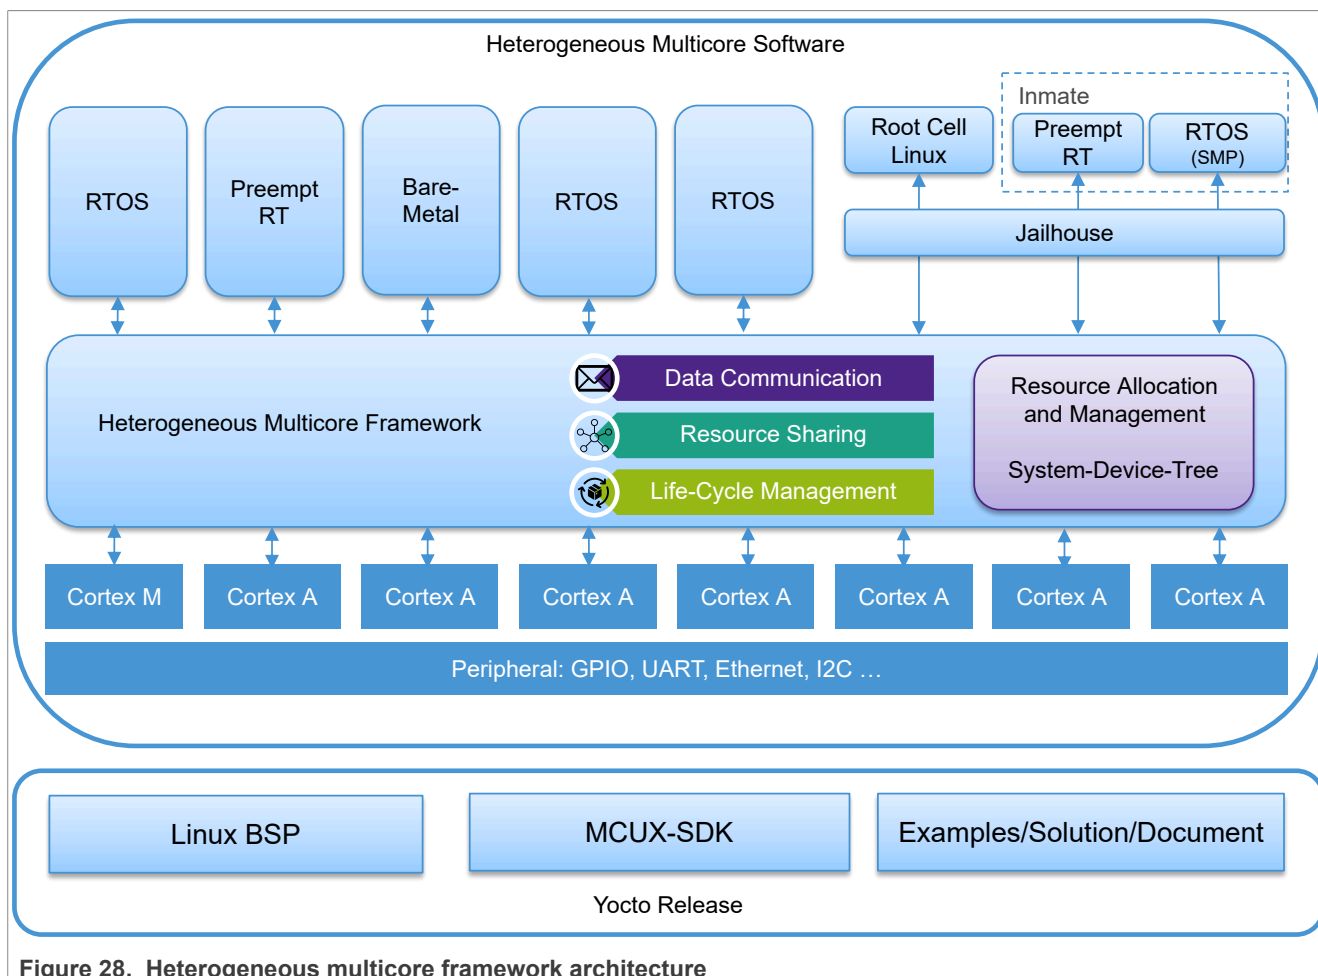 Heterogeneous Multicore Software
Inmate
RTOS
Preempt
RT
Bare-
Metal
RTOS
RTOS
Root Cell
Linux
Preempt
RT
RTOS
(SMP)
Jailhouse
Heterogeneous Multicore Framework
Data Communication
Resource Sharing
Life-Cycle Management
Resource Allocation
and Management
System-Device-Tree
Cortex M
Cortex A
Cortex A
Cortex A
Cortex A
Cortex A
Cortex A
Cortex A
Peripheral: GPIO, UART, Ethernet, I2C …
Linux BSP
MCUX-SDK
Examples/Solution/Document
Yocto Release
Figure 28. Heterogeneous multicore framework architecture